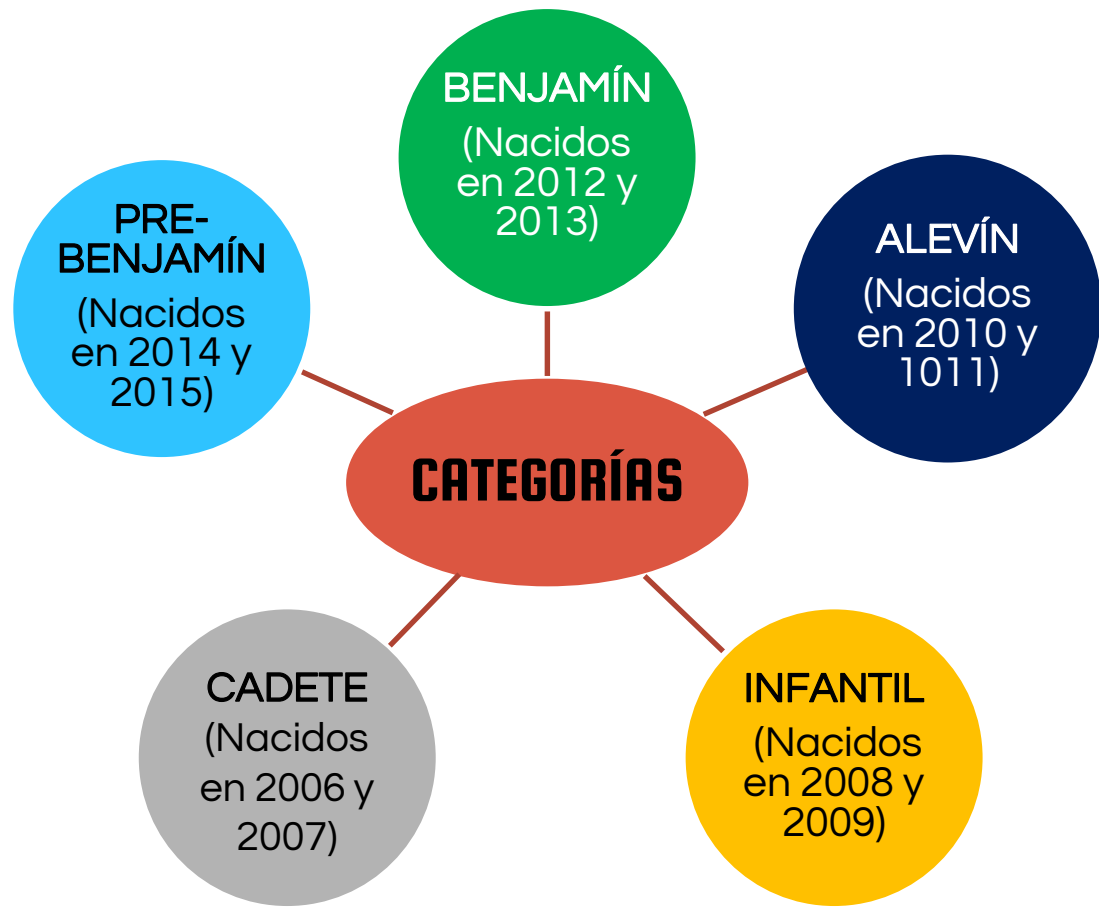 BENJAMÍN
(Nacidos
en 2012 y
2013)
PRE-
BENJAMÍN
(Nacidos
en 2014 y
2015)
ALEVÍN
(Nacidos
en 2010 y
1011)
CATEGORÍAS
CADETE
(Nacidos
en 2006 y
2007)
INFANTIL
(Nacidos
en 2008 y
2009)